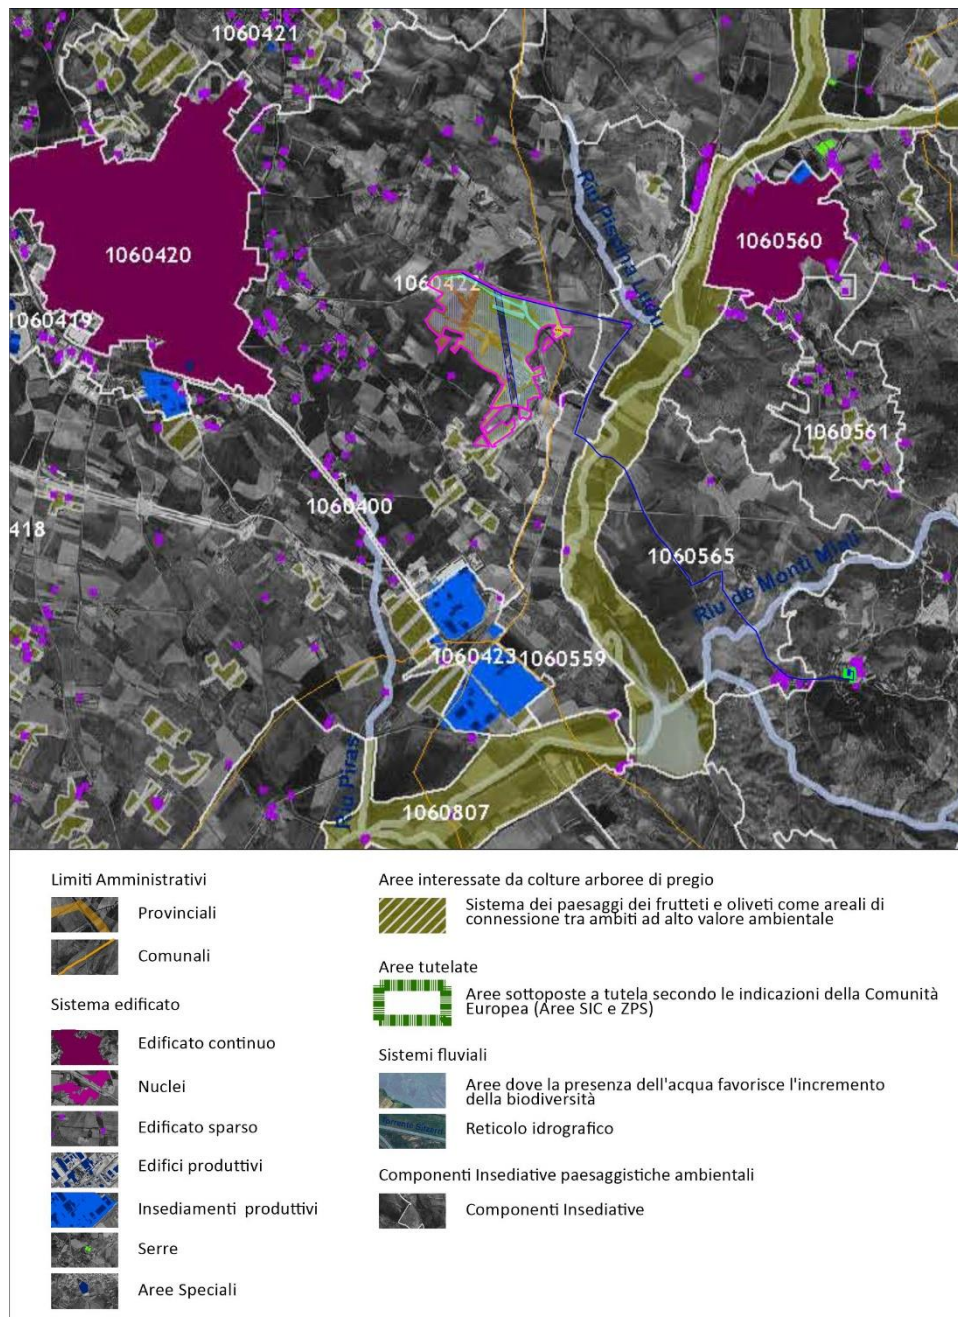 1060421
Riu Piscina Luciu
1060560
1060420
1060422
1060419
1060561
1060400
418
1060565
Riu de Monti Mieli
1060423
1060559
Riu Piras
1060807
Limiti Amministrativi
Provinciali
Comunali
Sistema edificato
Edificato continuo
Nuclei
Edificato sparso
Edifici produttivi
Insediamenti produttivi
Serre
Aree Speciali
Aree interessate da colture arboree di pregio
Sistema dei paesaggi dei frutteti e oliveti come areali di
connessione tra ambiti ad alto valore ambientale
Aree tutelate
Aree sottoposte a tutela secondo le indicazioni della Comunità
Europea (Aree SIC e ZPS)
Sistemi fluviali
Aree dove la presenza dell'acqua favorisce l'incremento
della biodiversità
Reticolo idrografico
Componenti Insediative paesaggistiche ambientali
Componenti Insediative